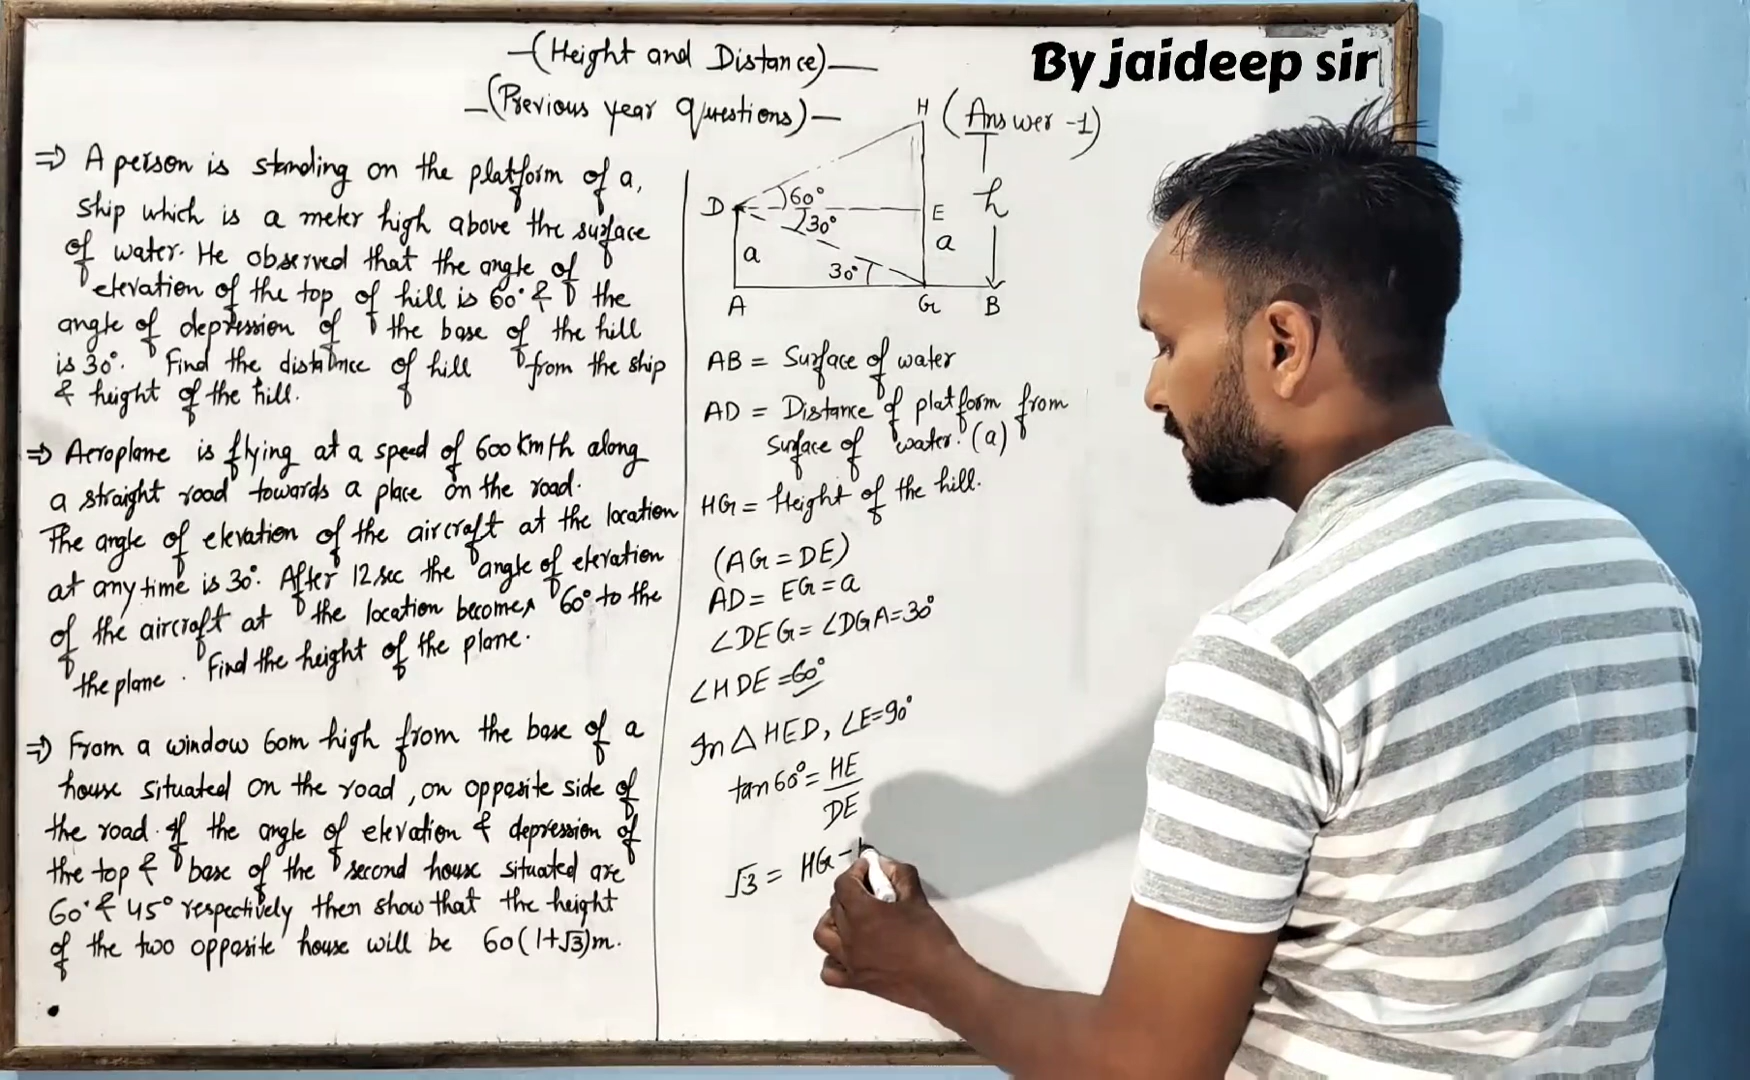 (Height and Distance)
(Previous year questions)
By jaideep sir
⇒ A person is standing on the platform of a,
ship which is a meter high above the surface
of water. He observed that the angle of
elevation of the top of hill is 60° & the
angle of depression of the base of the hill
is 30°. Find the distance of hill from the ship
& height of the hill.
⇒ Aeroplane is flying at a speed of 600 Km/h along
a straight road towards a place on the road.
The angle of elevation of the aircraft at the location
at any time is 30°. After 12 sec the angle of elevation
of the aircraft at the location becomes 60° to the
the plane. Find the height of the plane.
⇒ From a window 60m high from the base of a
house situated on the road, on opposite side of
the road. If the angle of elevation & depression of
the top & base of the second house situated are
60° & 45° respectively then show that the height
of the two opposite house will be 60(1+√3)m.
H (Answer -1)
D 60° E h
30°
a 30° a
A G B
AB = Surface of water
AD = Distance of platform from
Surface of water. (a)
HG = Height of the hill.
(AG = DE)
AD = EG = a
∠DEG = ∠DGA = 30°
∠HDE = 60°
In △HED, ∠E = 90°
tan 60° = HE
DE
√3 = HG -